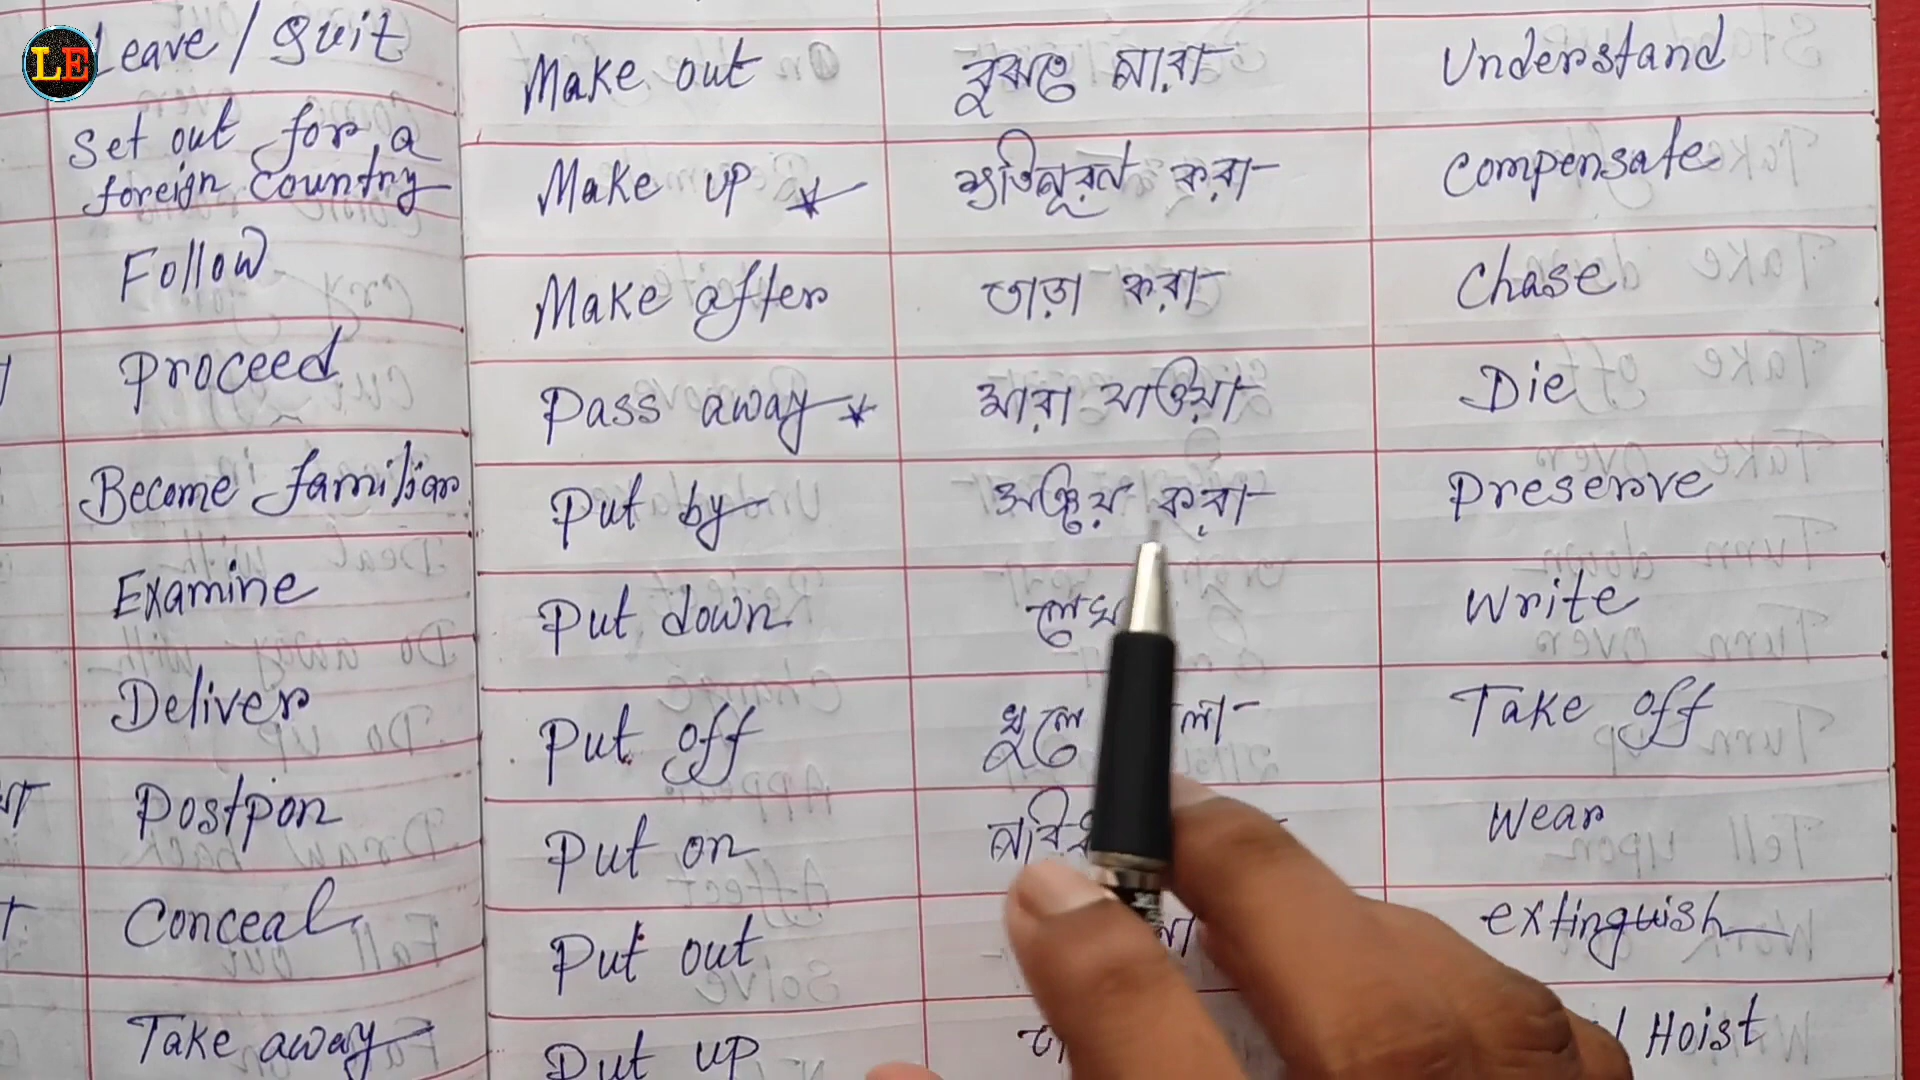 LE
Leave / Quit
Set out for a
foreign country
Follow
Proceed
Become familiar
Examine
Deliver
Postpon
Conceal
Take away
Make out বুঝতে পারা Understand
Make up ক্ষতিপূরণ করা Compensate
Make after তাড়া করা Chase
Pass away মারা যাওয়া Die
Put by সঞ্চয় করা Preserve
Put down Write
Put off খুলে Take off
Put on Wear
Put out extinguish
Put up Hoist